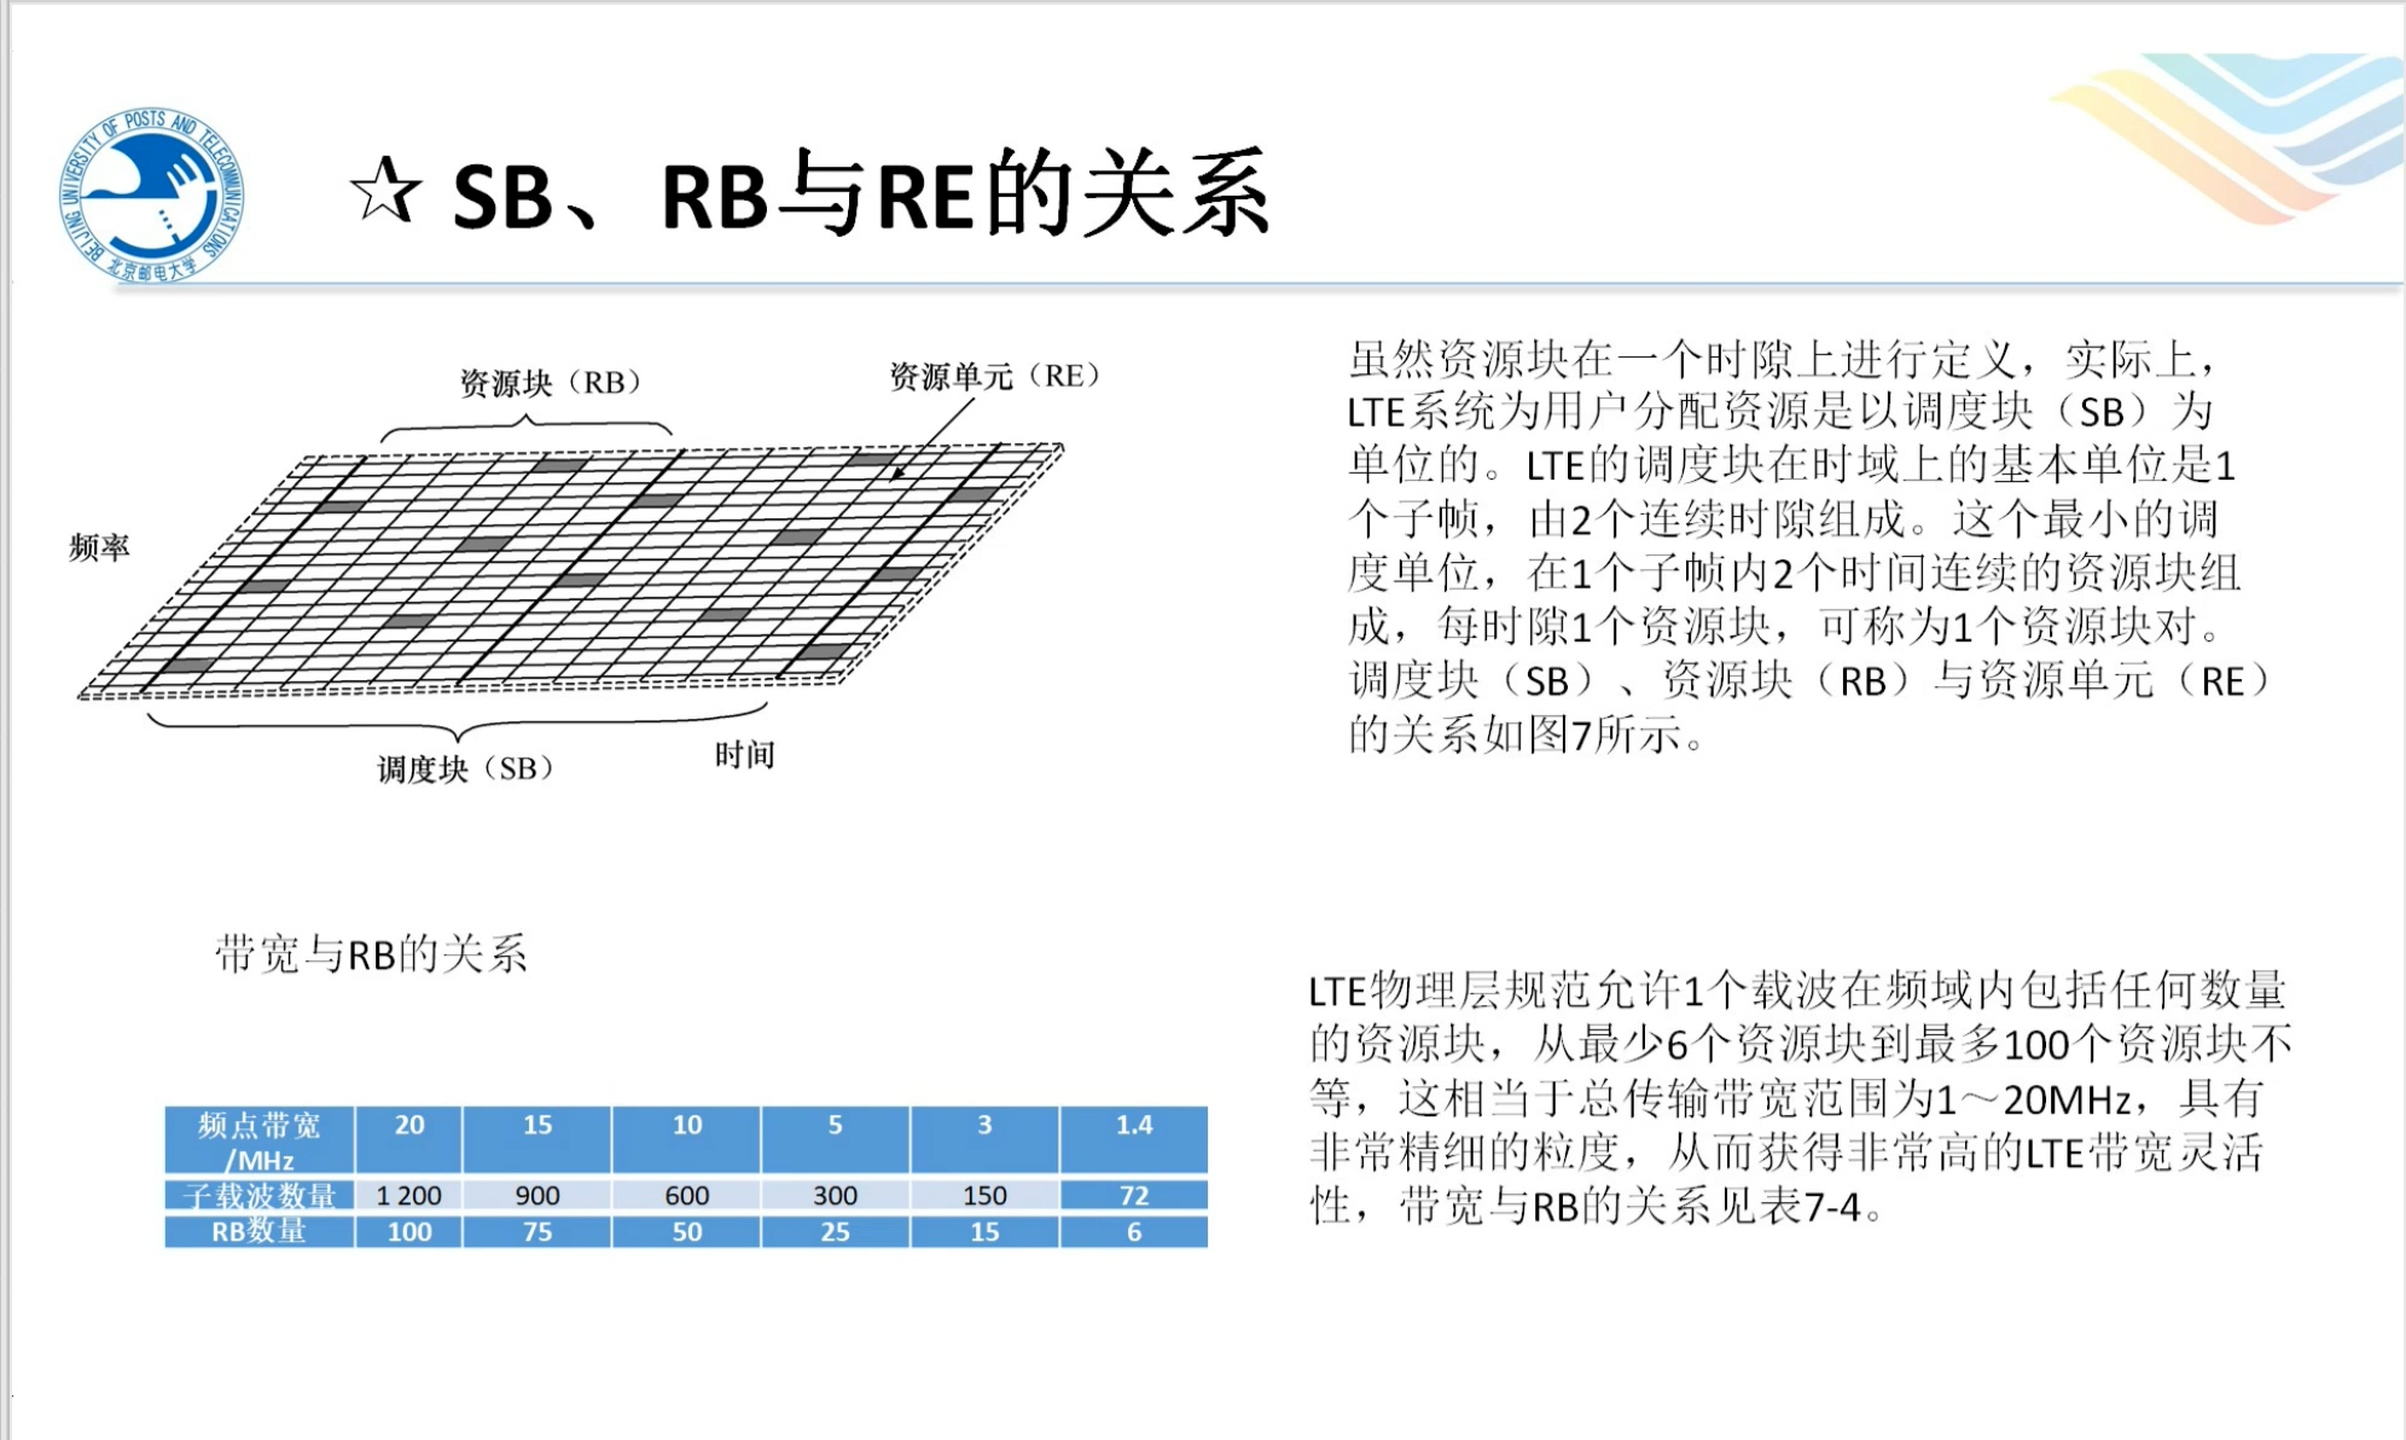 BEIJING UNIVERSITY OF POSTS AND TELECOMMUNICATIONS
北京邮电大学
☆ SB、RB与RE的关系
资源块（RB）
资源单元（RE）
频率
调度块（SB）
时间
虽然资源块在一个时隙上进行定义，实际上，
LTE系统为用户分配资源是以调度块（SB）为
单位的。LTE的调度块在时域上的基本单位是1
个子帧，由2个连续时隙组成。这个最小的调
度单位，在1个子帧内2个时间连续的资源块组
成，每时隙1个资源块，可称为1个资源块对。
调度块（SB）、资源块（RB）与资源单元（RE）
的关系如图7所示。
带宽与RB的关系
频点带宽/MHz 20 15 10 5 3 1.4
子载波数量 1 200 900 600 300 150 72
RB数量 100 75 50 25 15 6
LTE物理层规范允许1个载波在频域内包括任何数量
的资源块，从最少6个资源块到最多100个资源块不
等，这相当于总传输带宽范围为1～20MHz，具有
非常精细的粒度，从而获得非常高的LTE带宽灵活
性，带宽与RB的关系见表7-4。